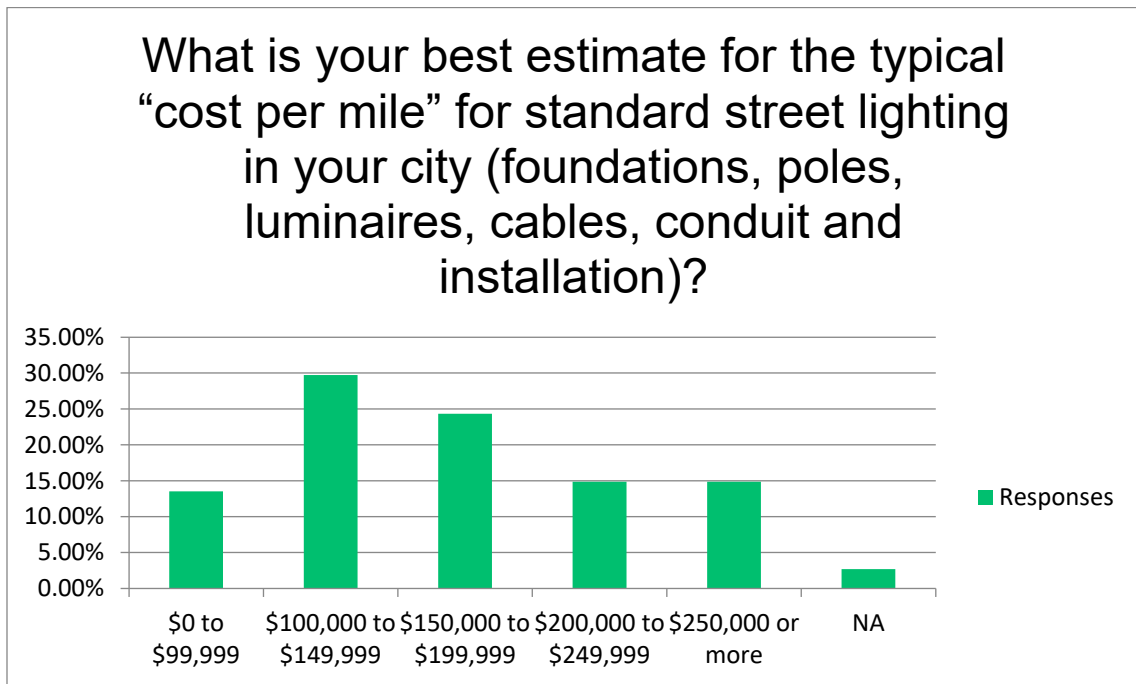 What is your best estimate for the typical
“cost per mile” for standard street lighting
in your city (foundations, poles,
luminaires, cables, conduit and
installation)?
35.00%
30.00%
25.00%
20.00%
15.00%
10.00%
5.00%
0.00%
Responses
$0 to $100,000 to $150,000 to $200,000 to $250,000 or NA
$99,999 $149,999 $199,999 $249,999 more